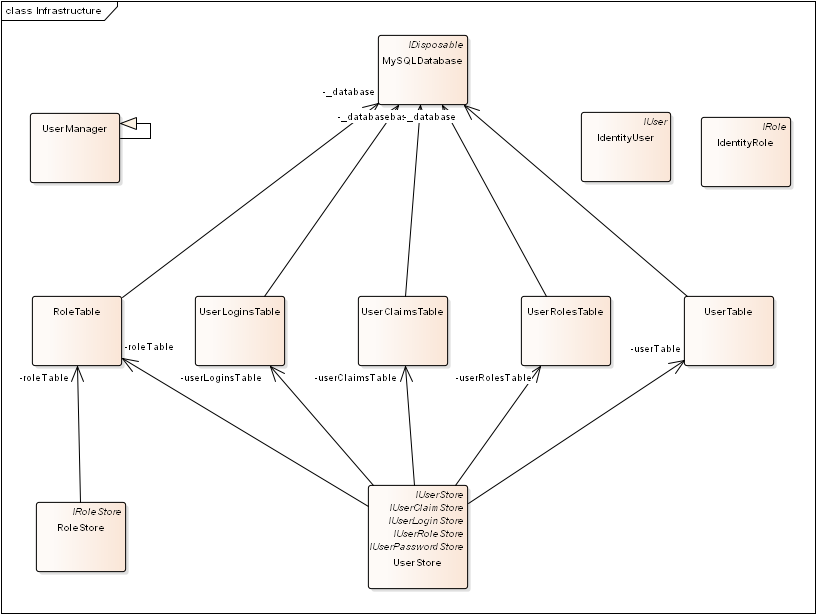 class Infrastructure
IDisposable
MySQLDatabase
-_database
-_database
-_database
UserManager
IUser
IdentityUser
IRole
IdentityRole
RoleTable
UserLoginsTable
UserClaimsTable
UserRolesTable
UserTable
-roleTable
-userTable
-roleTable
-userLoginsTable
-userClaimsTable
-userRolesTable
IRoleStore
RoleStore
IUserStore
IUserClaimStore
IUserLoginStore
IUserRoleStore
IUserPasswordStore
UserStore